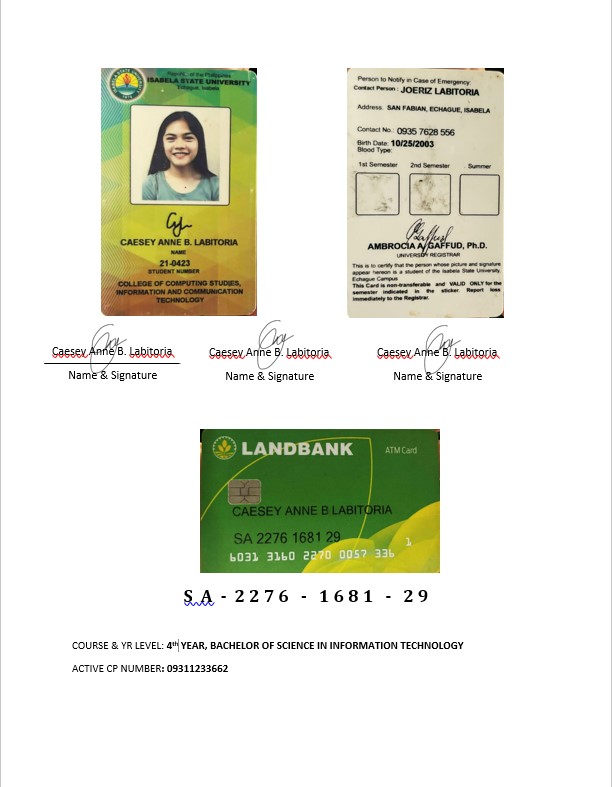 Republic of the Philippines
ISABELA STATE UNIVERSITY
Echague, Isabela
CAESEY ANNE B. LABITORIA
NAME
21-0423
STUDENT NUMBER
COLLEGE OF COMPUTING STUDIES,
INFORMATION AND COMMUNICATION
TECHNOLOGY
Person to Notify in Case of Emergency:
Contact Person : JOERIZ LABITORIA
Address. SAN FABIAN, ECHAGUE, ISABELA
Contact No.: 0935 7628 556
Birth Date: 10/25/2003
Blood Type:
1st Semester 2nd Semester Summer
AMBROCIA A. GAFFUD, Ph.D.
UNIVERSITY REGISTRAR
This is to certify that the person whose picture and signature
appear hereon is a student of the Isabela State University,
Echague Campus
This Card is non-transferable and VALID ONLY for the
semester indicated in the sticker. Report loss
immediately to the Registrar.
Caesey Anne B. Labitoria Caesey Anne B. Labitoria Caesey Anne B. Labitoria
Name & Signature Name & Signature Name & Signature
LANDBANK ATM Card
CAESEY ANNE B LABITORIA
SA 2276 1681 29
1
6031 3160 2270 0057 336
SA-2276 - 1681 - 29
COURSE & YR LEVEL: 4th YEAR, BACHELOR OF SCIENCE IN INFORMATION TECHNOLOGY
ACTIVE CP NUMBER: 09311233662